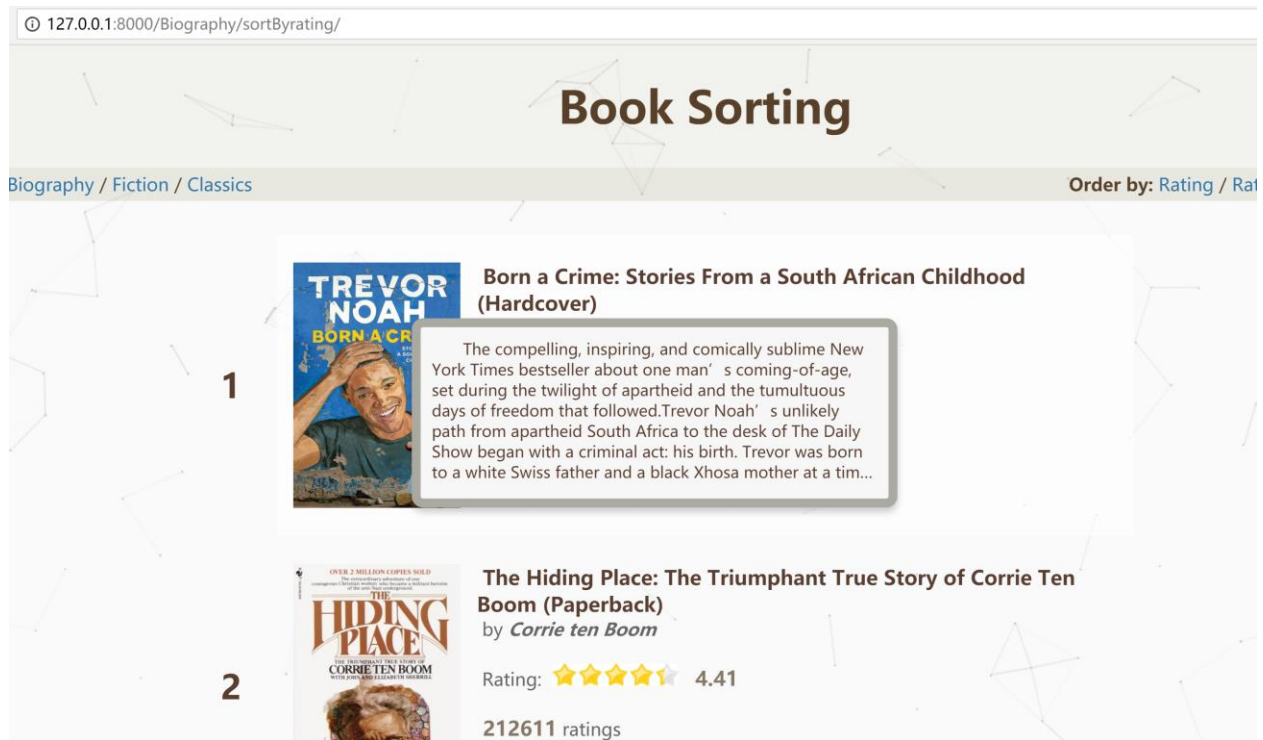 127.0.0.1:8000/Biography/sortByrating/
Book Sorting
Biography / Fiction / Classics
Order by: Rating / Rat
1
TREVOR
NOAH
BORN A CR
Born a Crime: Stories From a South African Childhood
(Hardcover)
The compelling, inspiring, and comically sublime New
York Times bestseller about one man’s coming-of-age,
set during the twilight of apartheid and the tumultuous
days of freedom that followed.Trevor Noah’s unlikely
path from apartheid South Africa to the desk of The Daily
Show began with a criminal act: his birth. Trevor was born
to a white Swiss father and a black Xhosa mother at a tim...
2
OVER 2 MILLION COPIES SOLD
THE
HIDING
PLACE
THE TRIUMPHANT TRUE STORY OF
CORRIE TEN BOOM
WITH JOHN AND ELIZABETH SHERRILL
The Hiding Place: The Triumphant True Story of Corrie Ten
Boom (Paperback)
by Corrie ten Boom
Rating: 4.41
212611 ratings